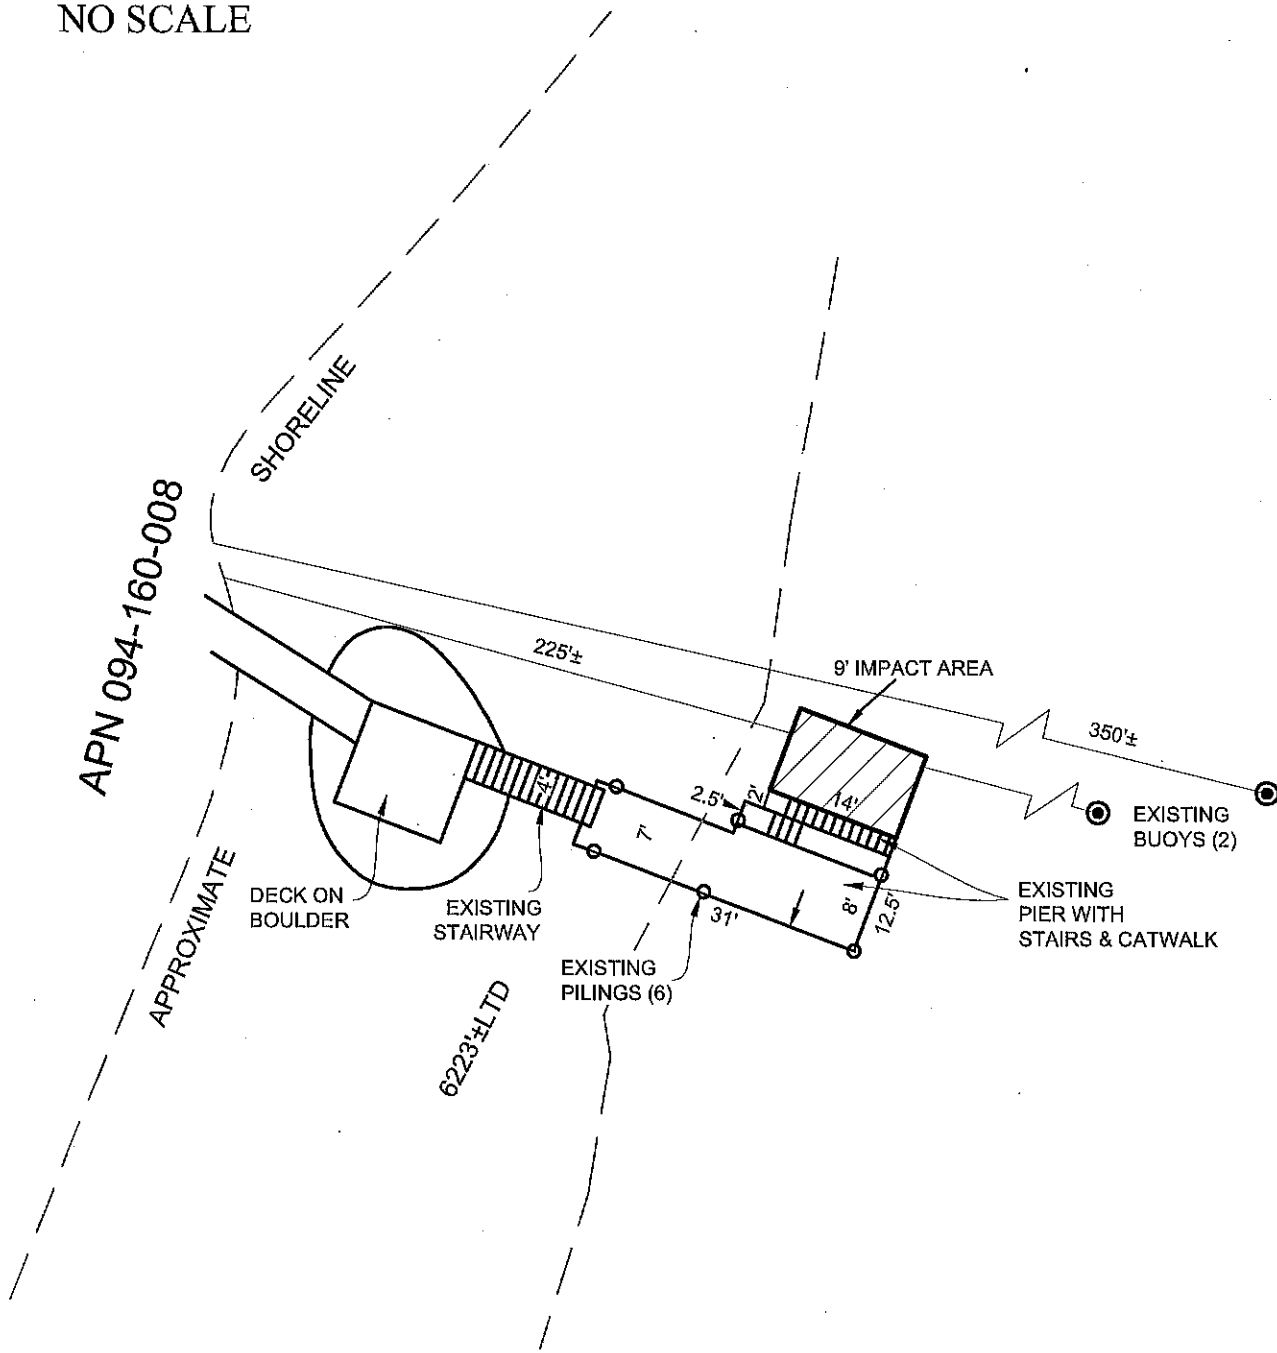 NO SCALE
SHORELINE
APN 094-160-008
225'±
9' IMPACT AREA
350'±
2.5'
2'
14'
4'
7'
EXISTING
BUOYS (2)
DECK ON
BOULDER
EXISTING
STAIRWAY
31'
8'
12.5'
EXISTING
PIER WITH
STAIRS & CATWALK
EXISTING
PILINGS (6)
APPROXIMATE
6223'±LTD